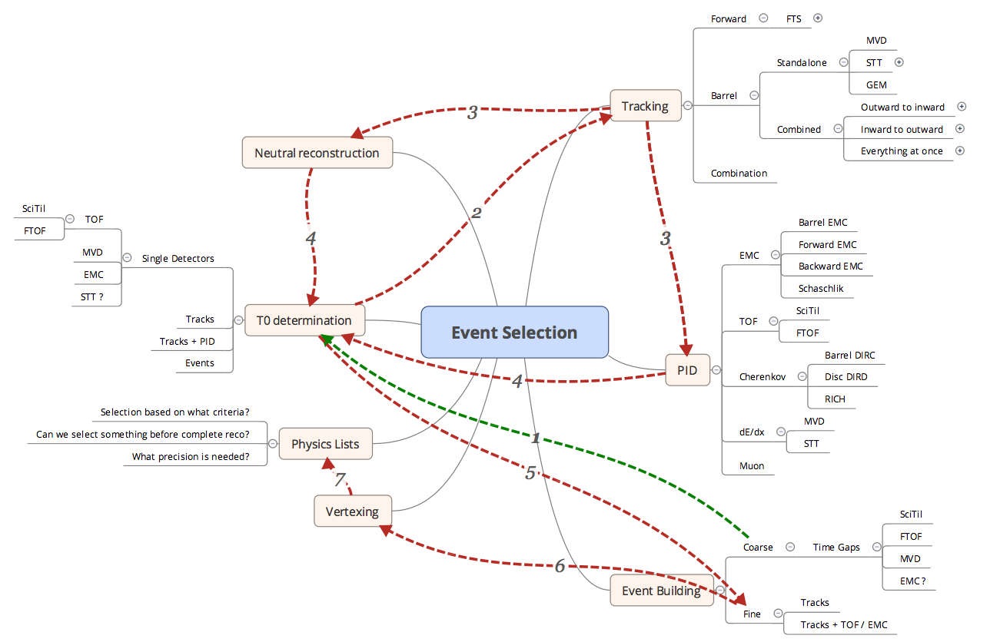 Forward
FTS
MVD
Standalone
STT
GEM
Barrel
Tracking
Outward to inward
Combined
Inward to outward
Everything at once
Combination
3
Neutral reconstruction
2
4
3
SciTil
TOF
FTOF
MVD
Single Detectors
EMC
STT ?
Tracks
T0 determination
Tracks + PID
Events
Event Selection
Barrel EMC
EMC
Forward EMC
Backward EMC
Schaschlik
TOF
SciTil
FTOF
PID
Barrel DIRC
Cherenkov
Disc DIRD
RICH
dE/dx
MVD
STT
Muon
4
1
5
Selection based on what criteria?
Can we select something before complete reco?
Physics Lists
What precision is needed?
7
Vertexing
6
Event Building
Coarse
Time Gaps
SciTil
FTOF
MVD
EMC ?
Fine
Tracks
Tracks + TOF / EMC